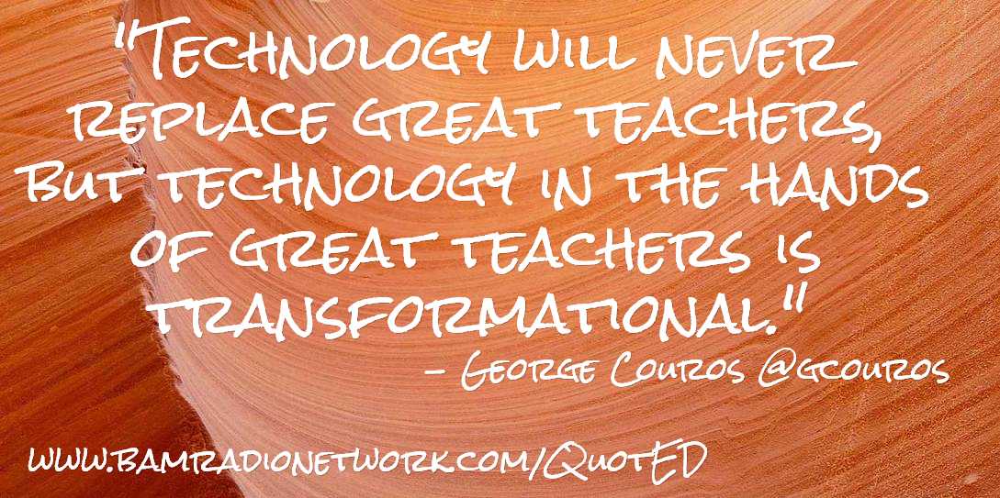 "Technology will never
replace great teachers,
but technology in the hands
of great teachers is
transformational."
- George Couros @gcouros
www.bamradionetwork.com/QuotED